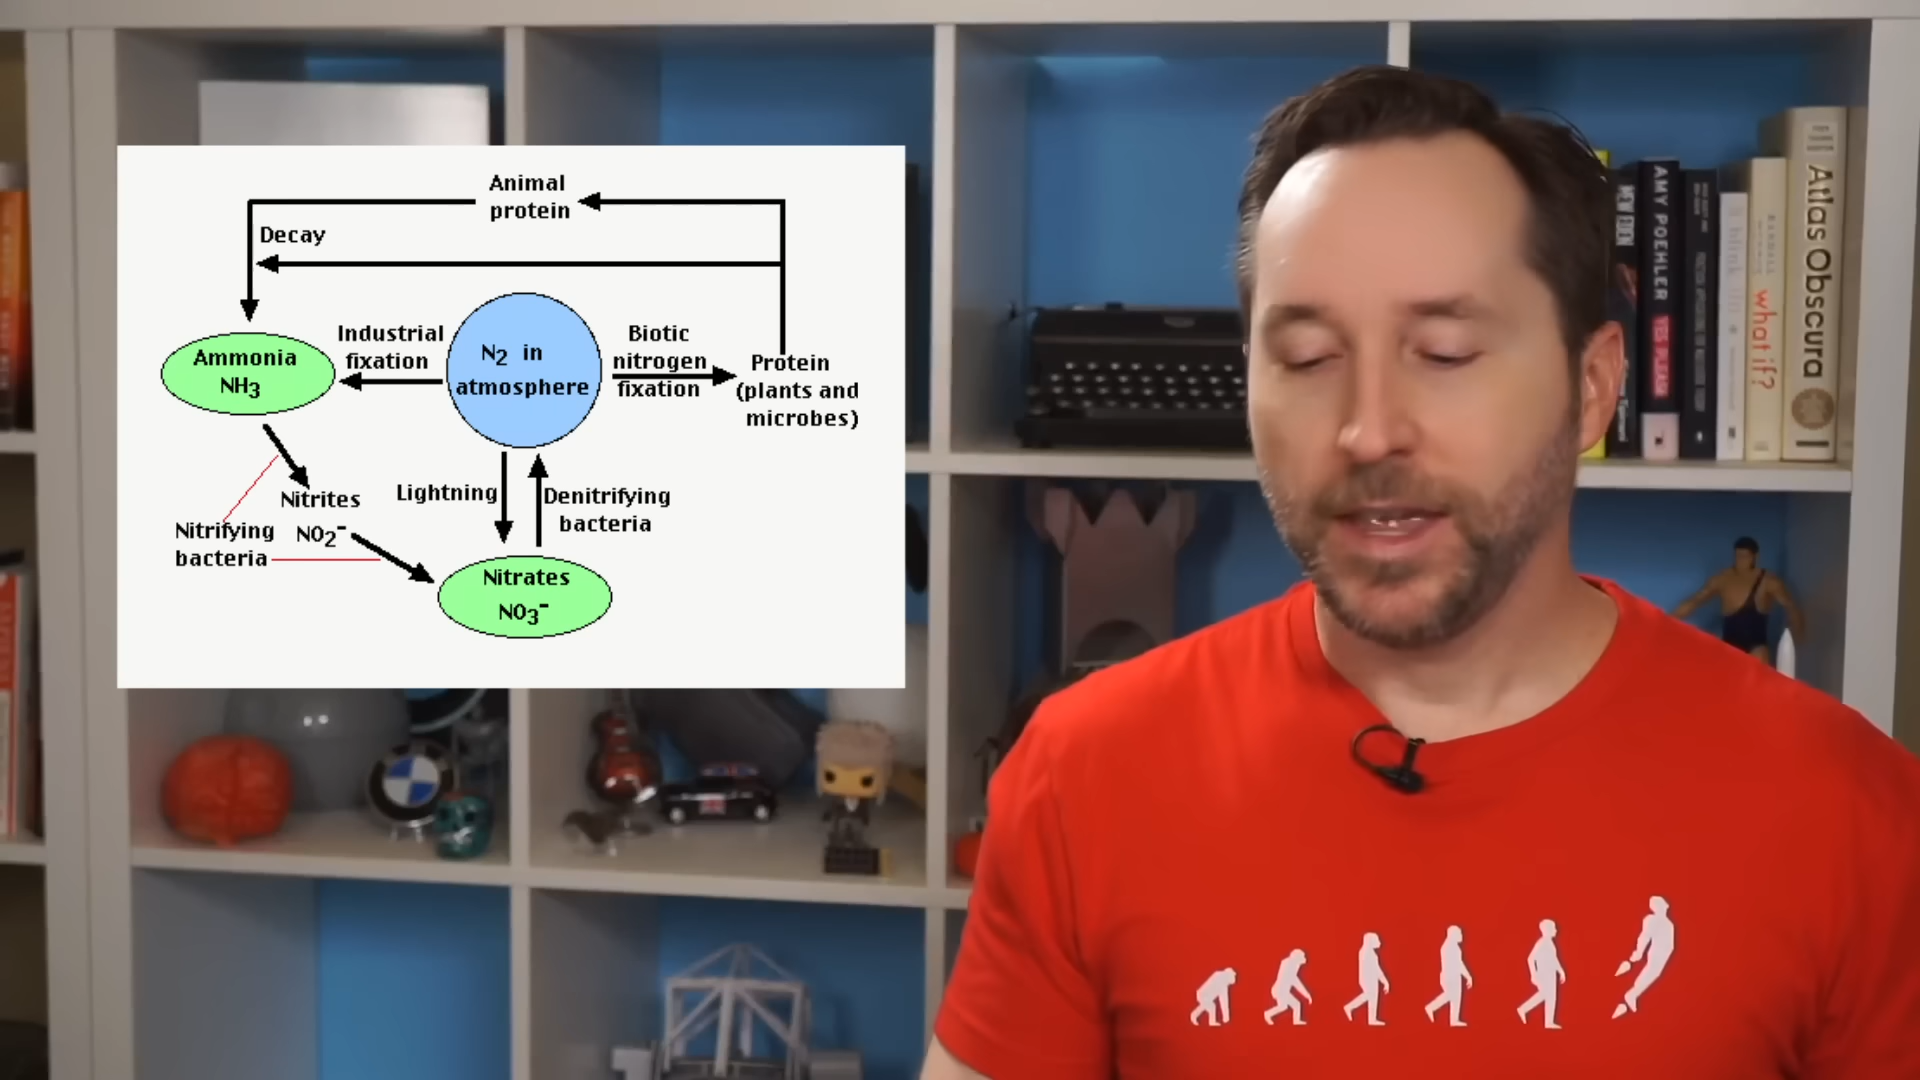 Animal
protein
Decay
Industrial
fixation
N2 in
atmosphere
Biotic
nitrogen
fixation
Ammonia
NH3
Protein
(plants and
microbes)
Nitrites
NO2-
Lightning
Denitrifying
bacteria
Nitrifying
bacteria
Nitrates
NO3-
AMY POEHLER
YES PLEASE
what if?
Atlas Obscura